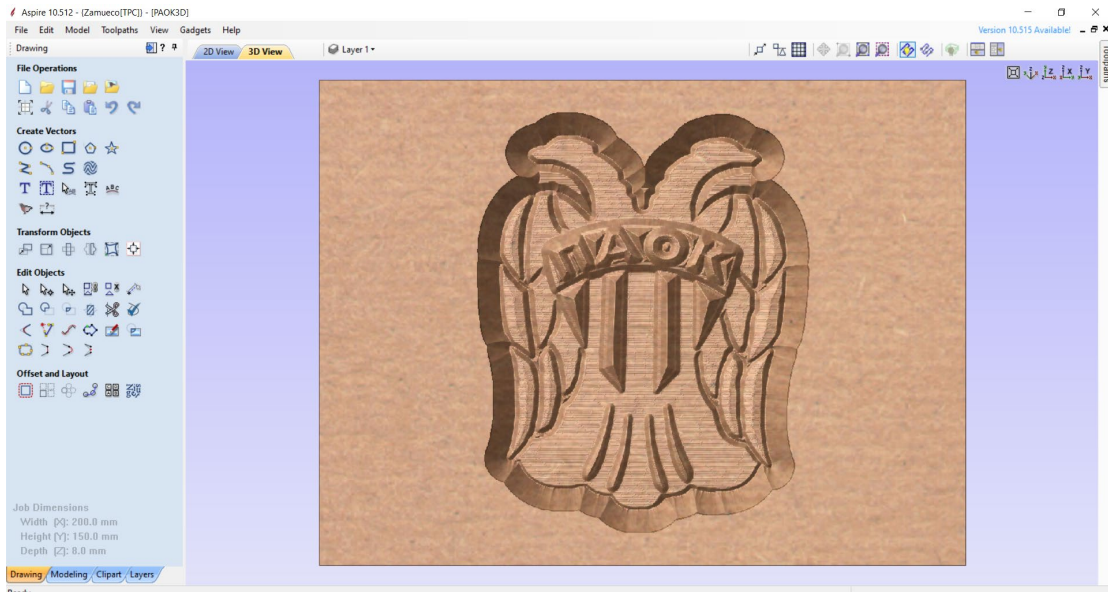 Aspire 10.512 - {Zamueco[TPC]} - [PAOK3D]
File Edit Model Toolpaths View Gadgets Help
Version 10.515 Available!
Drawing
2D View 3D View
Layer 1
File Operations
Create Vectors
Transform Objects
Edit Objects
Offset and Layout
ΠΑΟΚ
Job Dimensions
Width (X): 200.0 mm
Height (Y): 150.0 mm
Depth (Z): 8.0 mm
Drawing Modeling Clipart Layers